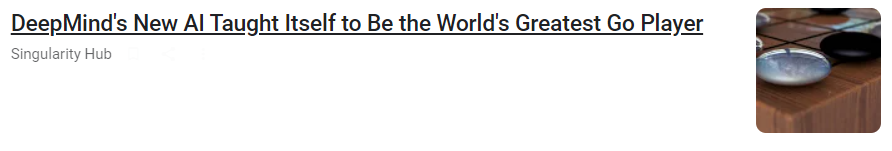 DeepMind's New AI Taught Itself to Be the World's Greatest Go Player
Singularity Hub